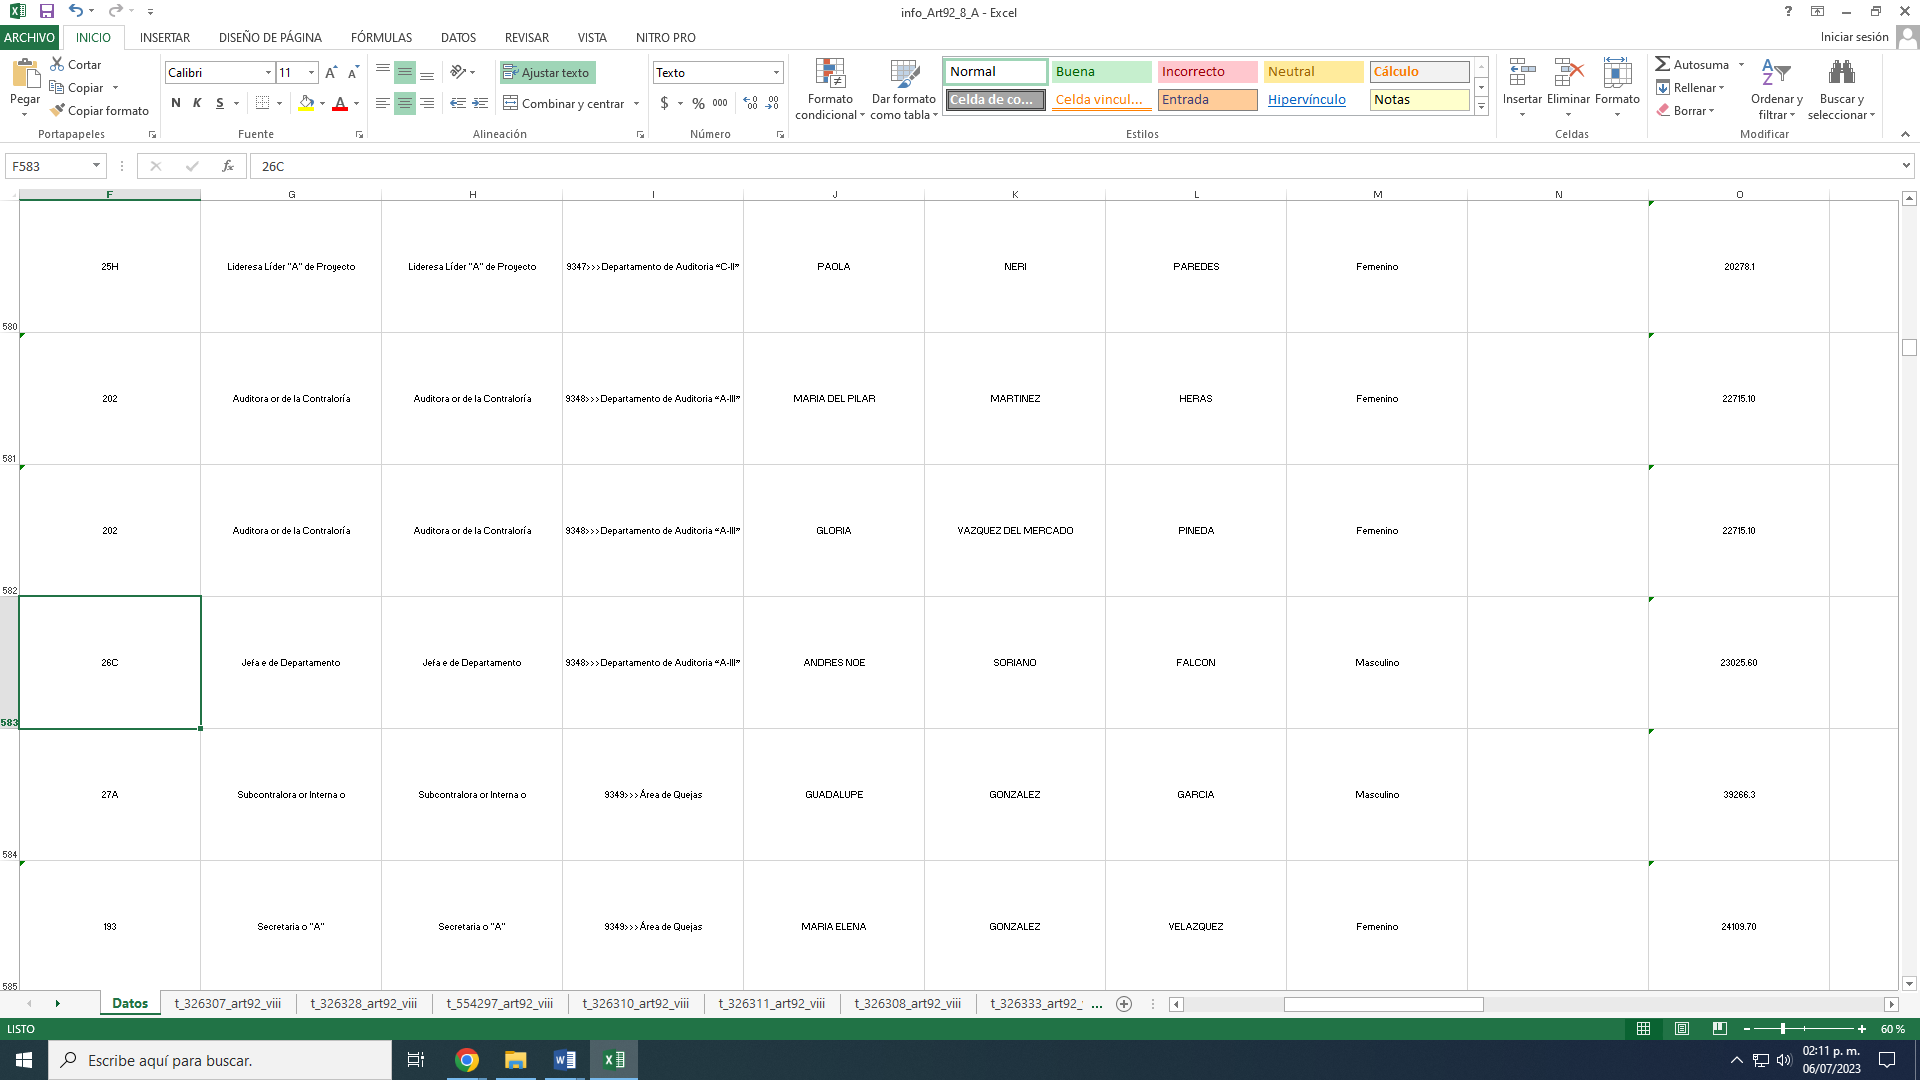 info_Art92_8_A - Excel
ARCHIVO INICIO INSERTAR DISEÑO DE PÁGINA FÓRMULAS DATOS REVISAR VISTA NITRO PRO Iniciar sesión
Pegar Cortar Copiar Copiar formato Portapapeles
Calibri 11 N K S A Fuente
Ajustar texto Combinar y centrar Alineación
Texto $ % 000 Número
Formato condicional Dar formato como tabla
Normal Buena Incorrecto Neutral Cálculo
Celda de co... Celda vincul... Entrada Hipervínculo Notas
Estilos
Insertar Eliminar Formato Celdas
Autosuma Rellenar Borrar Ordenar y filtrar Buscar y seleccionar Modificar
F583 fx 26C
F G H I J K L M N O
580 25H Lideresa Líder "A" de Proyecto Lideresa Líder "A" de Proyecto 9347>>>Departamento de Auditoria “C-II” PAOLA NERI PAREDES Femenino 20278.1
581 202 Auditora or de la Contraloría Auditora or de la Contraloría 9348>>>Departamento de Auditoria “A-III” MARIA DEL PILAR MARTINEZ HERAS Femenino 22715.10
582 202 Auditora or de la Contraloría Auditora or de la Contraloría 9348>>>Departamento de Auditoria “A-III” GLORIA VAZQUEZ DEL MERCADO PINEDA Femenino 22715.10
583 26C Jefa e de Departamento Jefa e de Departamento 9348>>>Departamento de Auditoria “A-III” ANDRES NOE SORIANO FALCON Masculino 23025.60
584 27A Subcontralora or Interna o Subcontralora or Interna o 9349>>>Área de Quejas GUADALUPE GONZALEZ GARCIA Masculino 39266.3
585 193 Secretaria o "A" Secretaria o "A" 9349>>>Área de Quejas MARIA ELENA GONZALEZ VELAZQUEZ Femenino 24109.70
Datos t_326307_art92_viii t_326328_art92_viii t_554297_art92_viii t_326310_art92_viii t_326311_art92_viii t_326308_art92_viii t_326333_art92_ ...
LISTO 60 %
Escribe aquí para buscar. 02:11 p. m.
06/07/2023